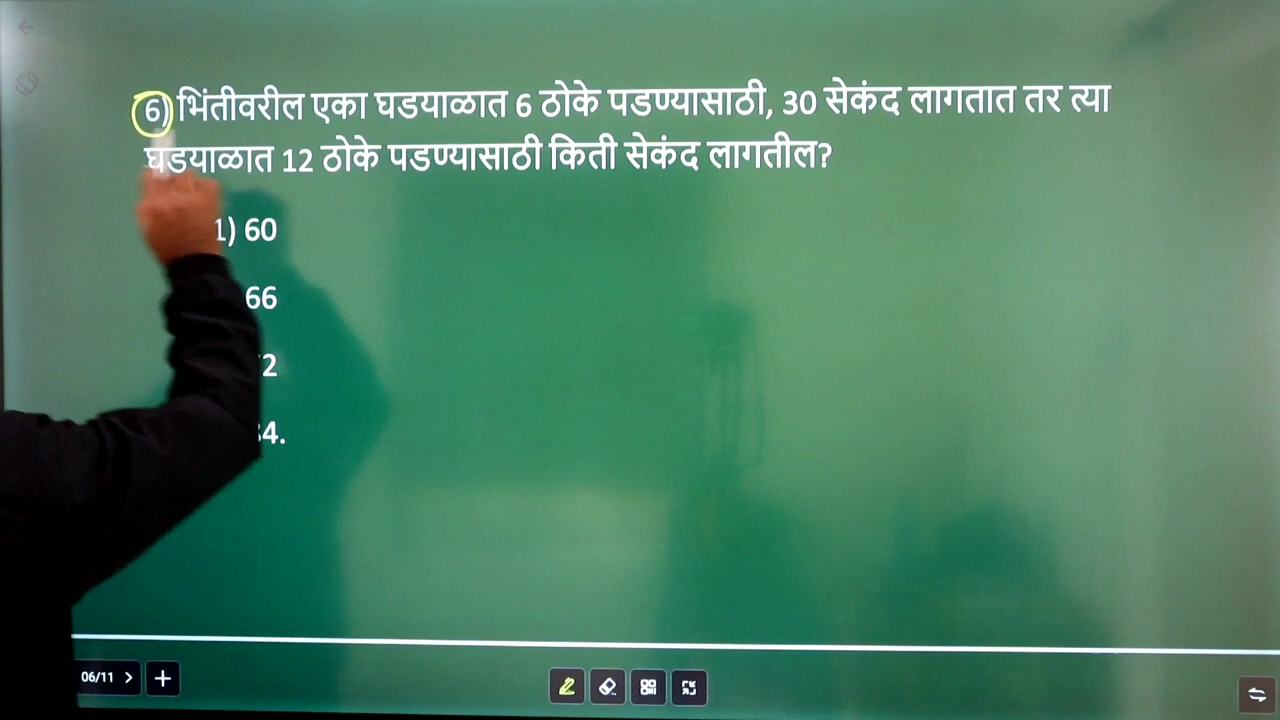 6) भिंतीवरील एका घडयाळात 6 ठोके पडण्यासाठी, 30 सेकंद लागतात तर त्या
घडयाळात 12 ठोके पडण्यासाठी किती सेकंद लागतील?
1) 60
66
2
4.
06/11